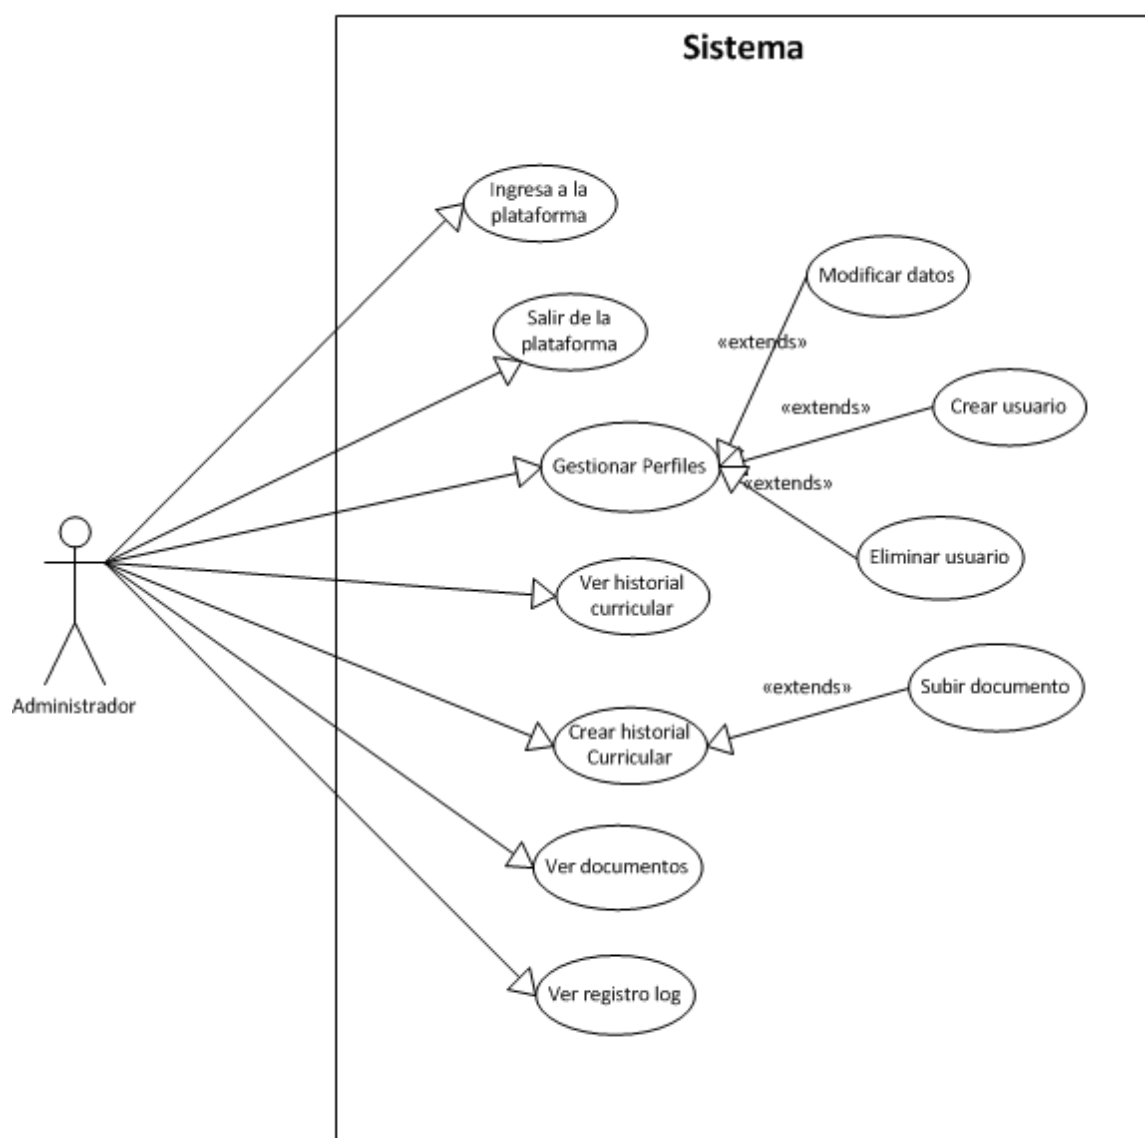 Sistema
Ingresa a la
plataforma
Modificar datos
Salir de la
plataforma
«extends»
Crear usuario
«extends»
Gestionar Perfiles
«extends»
Eliminar usuario
Ver historial
curricular
Administrador
Subir documento
«extends»
Crear historial
Curricular
Ver documentos
Ver registro log